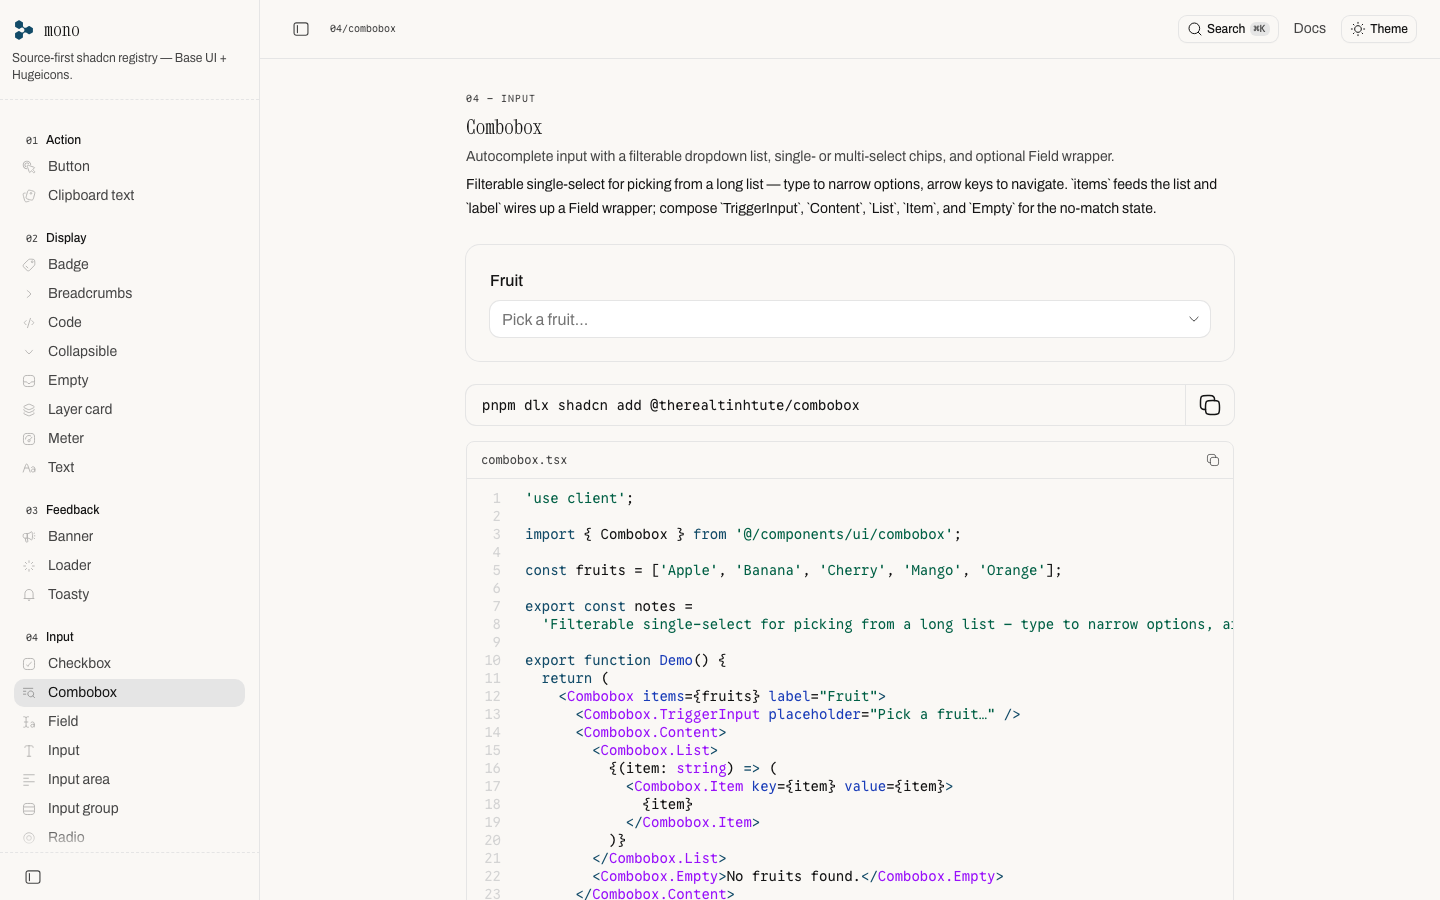 mono
Source-first shadcn registry — Base UI +
Hugeicons.
01 Action
Button
Clipboard text
02 Display
Badge
Breadcrumbs
Code
Collapsible
Empty
Layer card
Meter
Text
03 Feedback
Banner
Loader
Toasty
04 Input
Checkbox
Combobox
Field
Input
Input area
Input group
Radio
04/combobox
Search ⌘K
Docs
Theme
04 — INPUT
Combobox
Autocomplete input with a filterable dropdown list, single- or multi-select chips, and optional Field wrapper.
Filterable single-select for picking from a long list — type to narrow options, arrow keys to navigate. `items` feeds the list and
`label` wires up a Field wrapper; compose `TriggerInput`, `Content`, `List`, `Item`, and `Empty` for the no-match state.
Fruit
Pick a fruit…
pnpm dlx shadcn add @therealtinhtute/combobox
combobox.tsx
1 'use client';
2
3 import { Combobox } from '@/components/ui/combobox';
4
5 const fruits = ['Apple', 'Banana', 'Cherry', 'Mango', 'Orange'];
6
7 export const notes =
8 'Filterable single-select for picking from a long list — type to narrow options,
9
10 export function Demo() {
11 return (
12 <Combobox items={fruits} label="Fruit">
13 <Combobox.TriggerInput placeholder="Pick a fruit…" />
14 <Combobox.Content>
15 <Combobox.List>
16 {(item: string) => (
17 <Combobox.Item key={item} value={item}>
18 {item}
19 </Combobox.Item>
20 )}
21 </Combobox.List>
22 <Combobox.Empty>No fruits found.</Combobox.Empty>
23 </Combobox.Content>